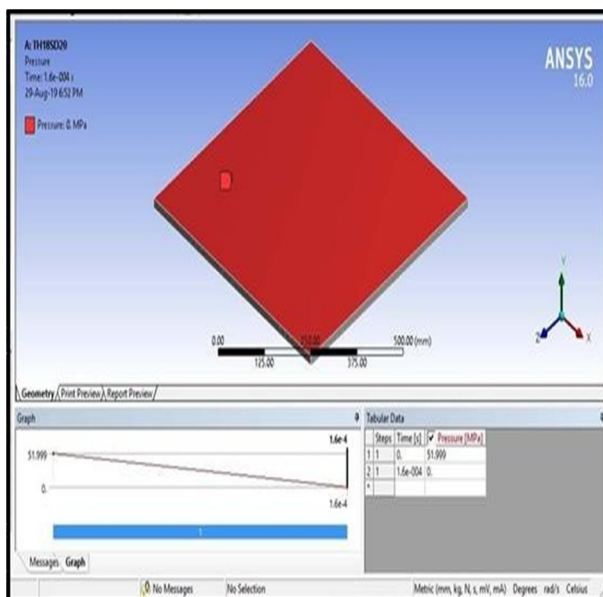 A: TH18SD20
Pressure
Time: 1.6e-004 s
29-Aug-19 6:52 PM
Pressure: 0. MPa
ANSYS
16.0
Y
Z
X
0.00 250.00 500.00 (mm)
125.00 375.00
Geometry Print Preview Report Preview
Graph
1.6e-4
51.999
0.
1.6e-4
1
Messages Graph
Tabular Data
Steps Time [s] Pressure [MPa]
1 1 0. 51.999
2 1 1.6e-004 0.
*
No Messages No Selection Metric (mm, kg, N, s, mV, mA) Degrees rad/s Celsius